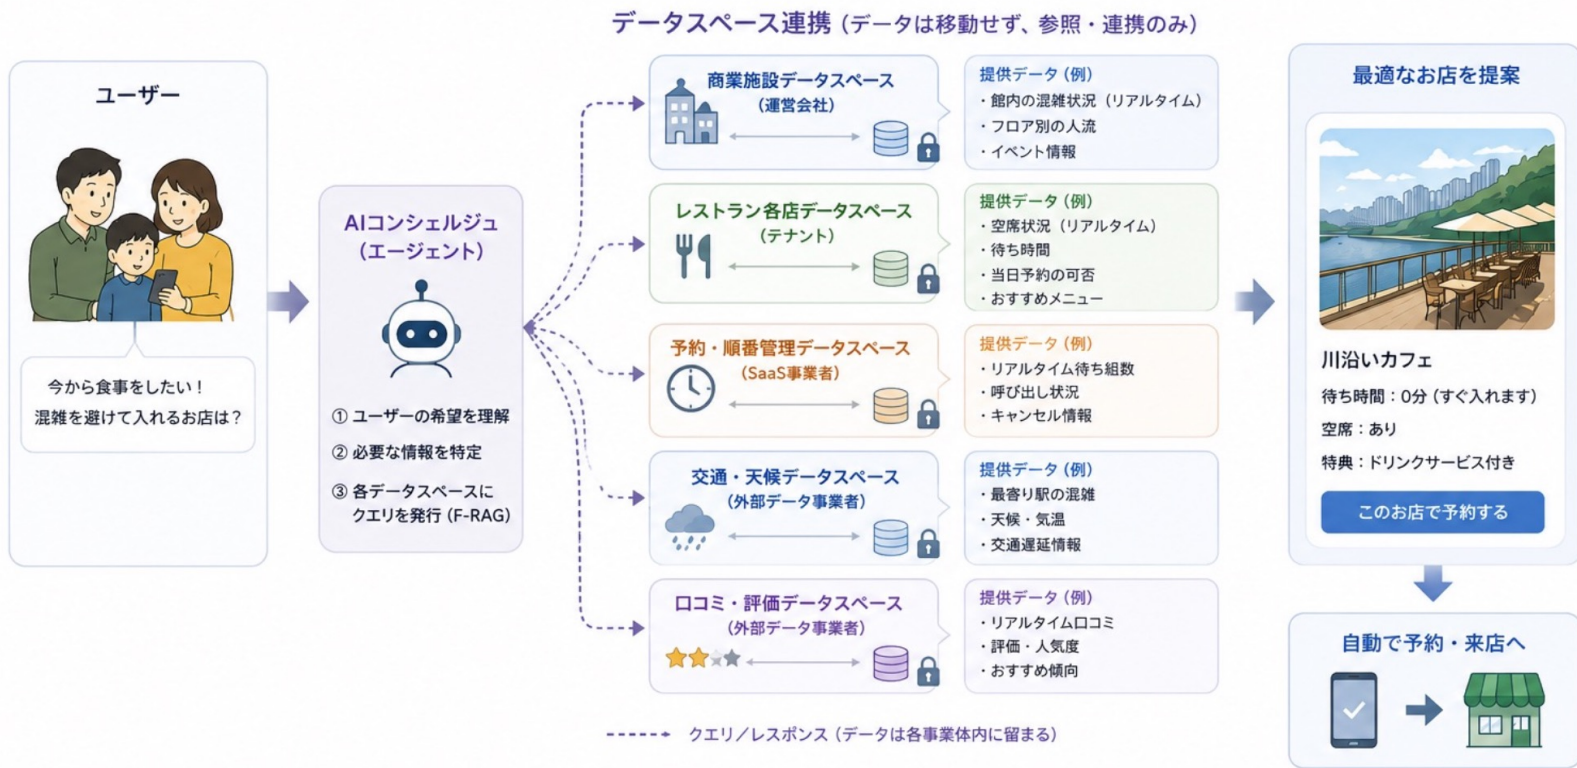 データスペース連携（データは移動せず、参照・連携のみ）
ユーザー
今から食事をしたい！
混雑を避けて入れるお店は？
AIコンシェルジュ
（エージェント）
① ユーザーの希望を理解
② 必要な情報を特定
③ 各データスペースに
クエリを発行（F-RAG）
商業施設データスペース
（運営会社）
提供データ（例）
・館内の混雑状況（リアルタイム）
・フロア別の人流
・イベント情報
レストラン各店データスペース
（テナント）
提供データ（例）
・空席状況（リアルタイム）
・待ち時間
・当日予約の可否
・おすすめメニュー
予約・順番管理データスペース
（SaaS事業者）
提供データ（例）
・リアルタイム待ち組数
・呼び出し状況
・キャンセル情報
交通・天候データスペース
（外部データ事業者）
提供データ（例）
・最寄り駅の混雑
・天候・気温
・交通遅延情報
口コミ・評価データスペース
（外部データ事業者）
提供データ（例）
・リアルタイム口コミ
・評価・人気度
・おすすめ傾向
クエリ／レスポンス（データは各事業体内に留まる）
最適なお店を提案
川沿いカフェ
待ち時間：0分（すぐ入れます）
空席：あり
特典：ドリンクサービス付き
このお店で予約する
自動で予約・来店へ